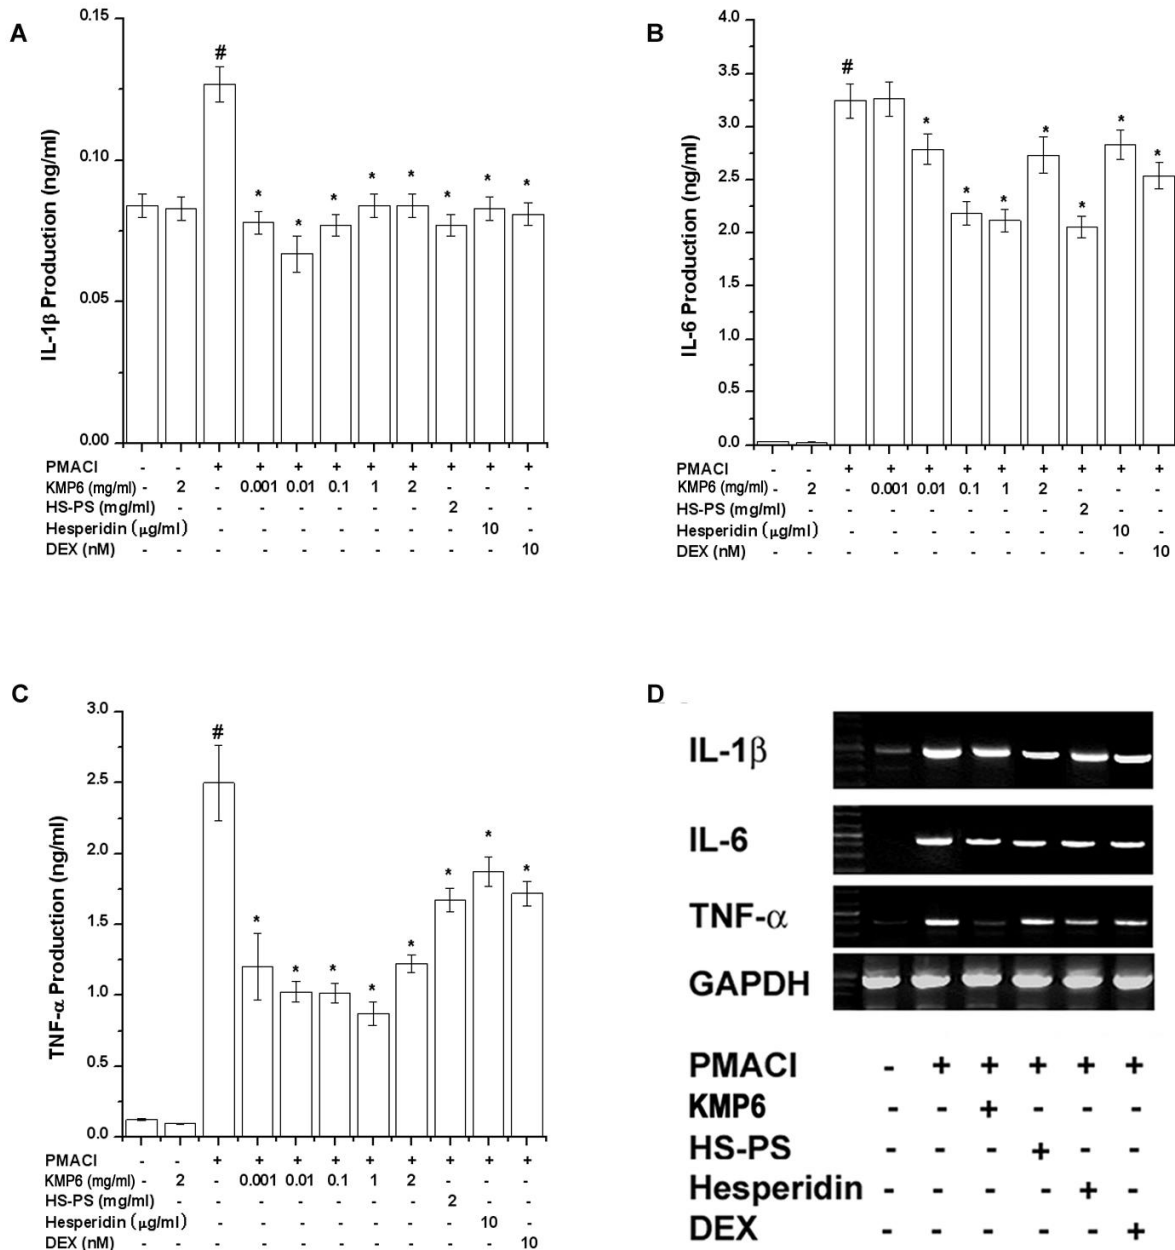 A
0.15
#
0.10
* * * * * * * *
0.05
0.00
IL-1β Production (ng/ml)
PMACI - - + + + + + + + + +
KMP6 (mg/ml) - 2 - 0.001 0.01 0.1 1 2 - - -
HS-PS (mg/ml) - - - - - - - - 2 - -
Hesperidin (μg/ml) - - - - - - - - - 10 -
DEX (nM) - - - - - - - - - - 10
B
4.0
3.5
#
3.0
* * * * * * *
2.5
2.0
1.5
1.0
0.5
0.0
IL-6 Production (ng/ml)
PMACI - - + + + + + + + + +
KMP6 (mg/ml) - 2 - 0.001 0.01 0.1 1 2 - - -
HS-PS (mg/ml) - - - - - - - - 2 - -
Hesperidin (μg/ml) - - - - - - - - - 10 -
DEX (nM) - - - - - - - - - - 10
C
3.0
#
2.5
2.0
* * * * * * * *
1.5
1.0
0.5
0.0
TNF-α Production (ng/ml)
PMACI - - + + + + + + + + +
KMP6 (mg/ml) - 2 - 0.001 0.01 0.1 1 2 - - -
HS-PS (mg/ml) - - - - - - - - 2 - -
Hesperidin (μg/ml) - - - - - - - - - 10 -
DEX (nM) - - - - - - - - - - 10
D
IL-1β
IL-6
TNF-α
GAPDH
PMACI - + + + + +
KMP6 - - + - - -
HS-PS - - - + - -
Hesperidin - - - - + -
DEX - - - - - +